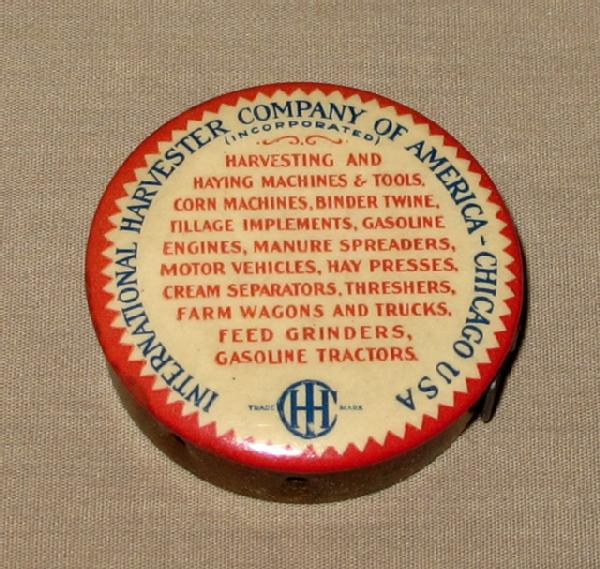 INTERNATIONAL HARVESTER COMPANY OF AMERICA - CHICAGO USA
(INCORPORATED)
HARVESTING AND
HAYING MACHINES & TOOLS,
CORN MACHINES, BINDER TWINE,
TILLAGE IMPLEMENTS, GASOLINE
ENGINES, MANURE SPREADERS,
MOTOR VEHICLES, HAY PRESSES,
CREAM SEPARATORS, THRESHERS,
FARM WAGONS AND TRUCKS,
FEED GRINDERS,
GASOLINE TRACTORS.
TRADE IHC MARK